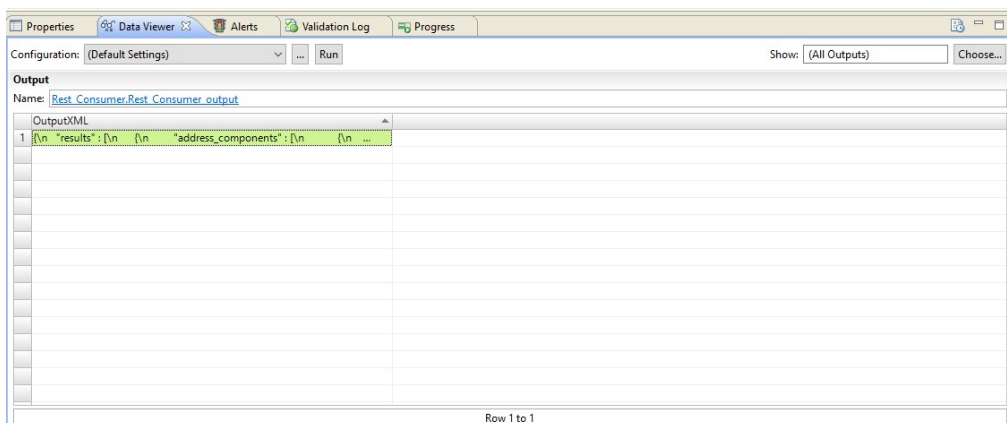 Properties Data Viewer Alerts Validation Log Progress
Configuration: (Default Settings) ... Run Show: (All Outputs) Choose...
Output
Name: Rest_Consumer.Rest_Consumer_output
OutputXML
1 {\n "results" : [\n {\n "address_components" : [\n {\n ...
Row 1 to 1